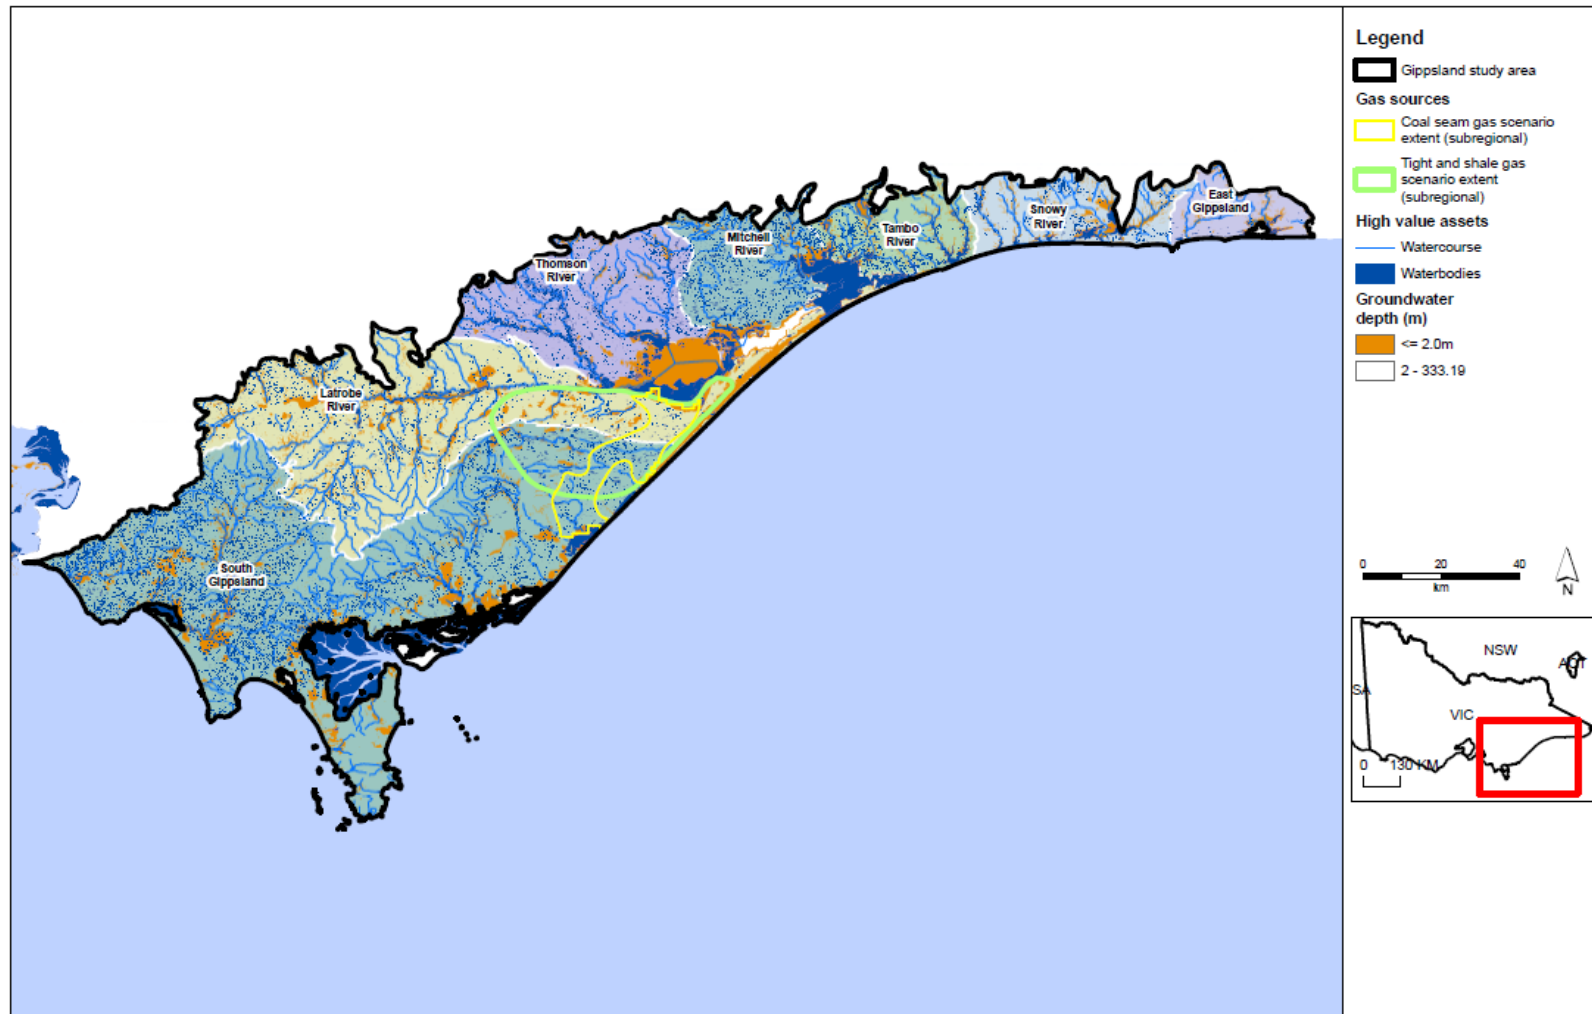 Legend
Gippsland study area
Gas sources
Coal seam gas scenario
extent (subregional)
Tight and shale gas
scenario extent
(subregional)
High value assets
Watercourse
Waterbodies
Groundwater
depth (m)
<= 2.0m
2 - 333.19
East
Gippsland
Snowy
River
Tambo
River
Mitchell
River
Thomson
River
Latrobe
River
South
Gippsland
0 20 40
km
N
NSW
ACT
SA
VIC
0 130 KM